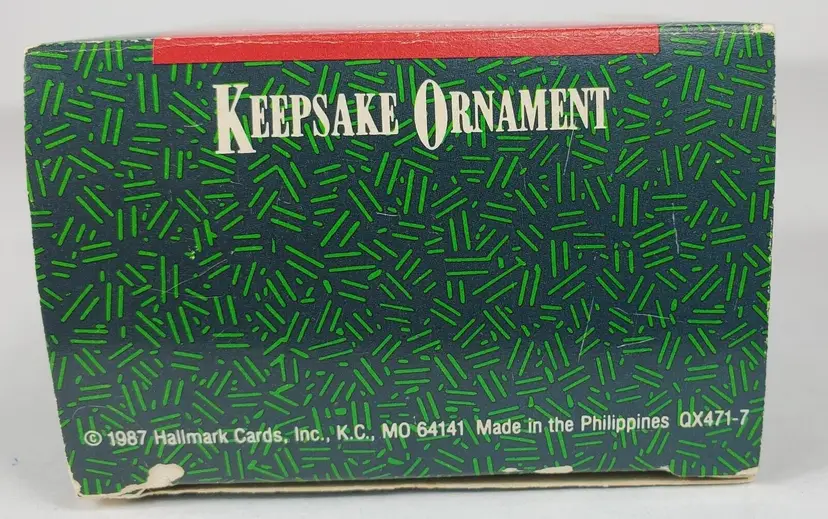 KEEPSAKE ORNAMENT
© 1987 Hallmark Cards, Inc., K.C., MO 64141 Made in the Philippines QX471-7